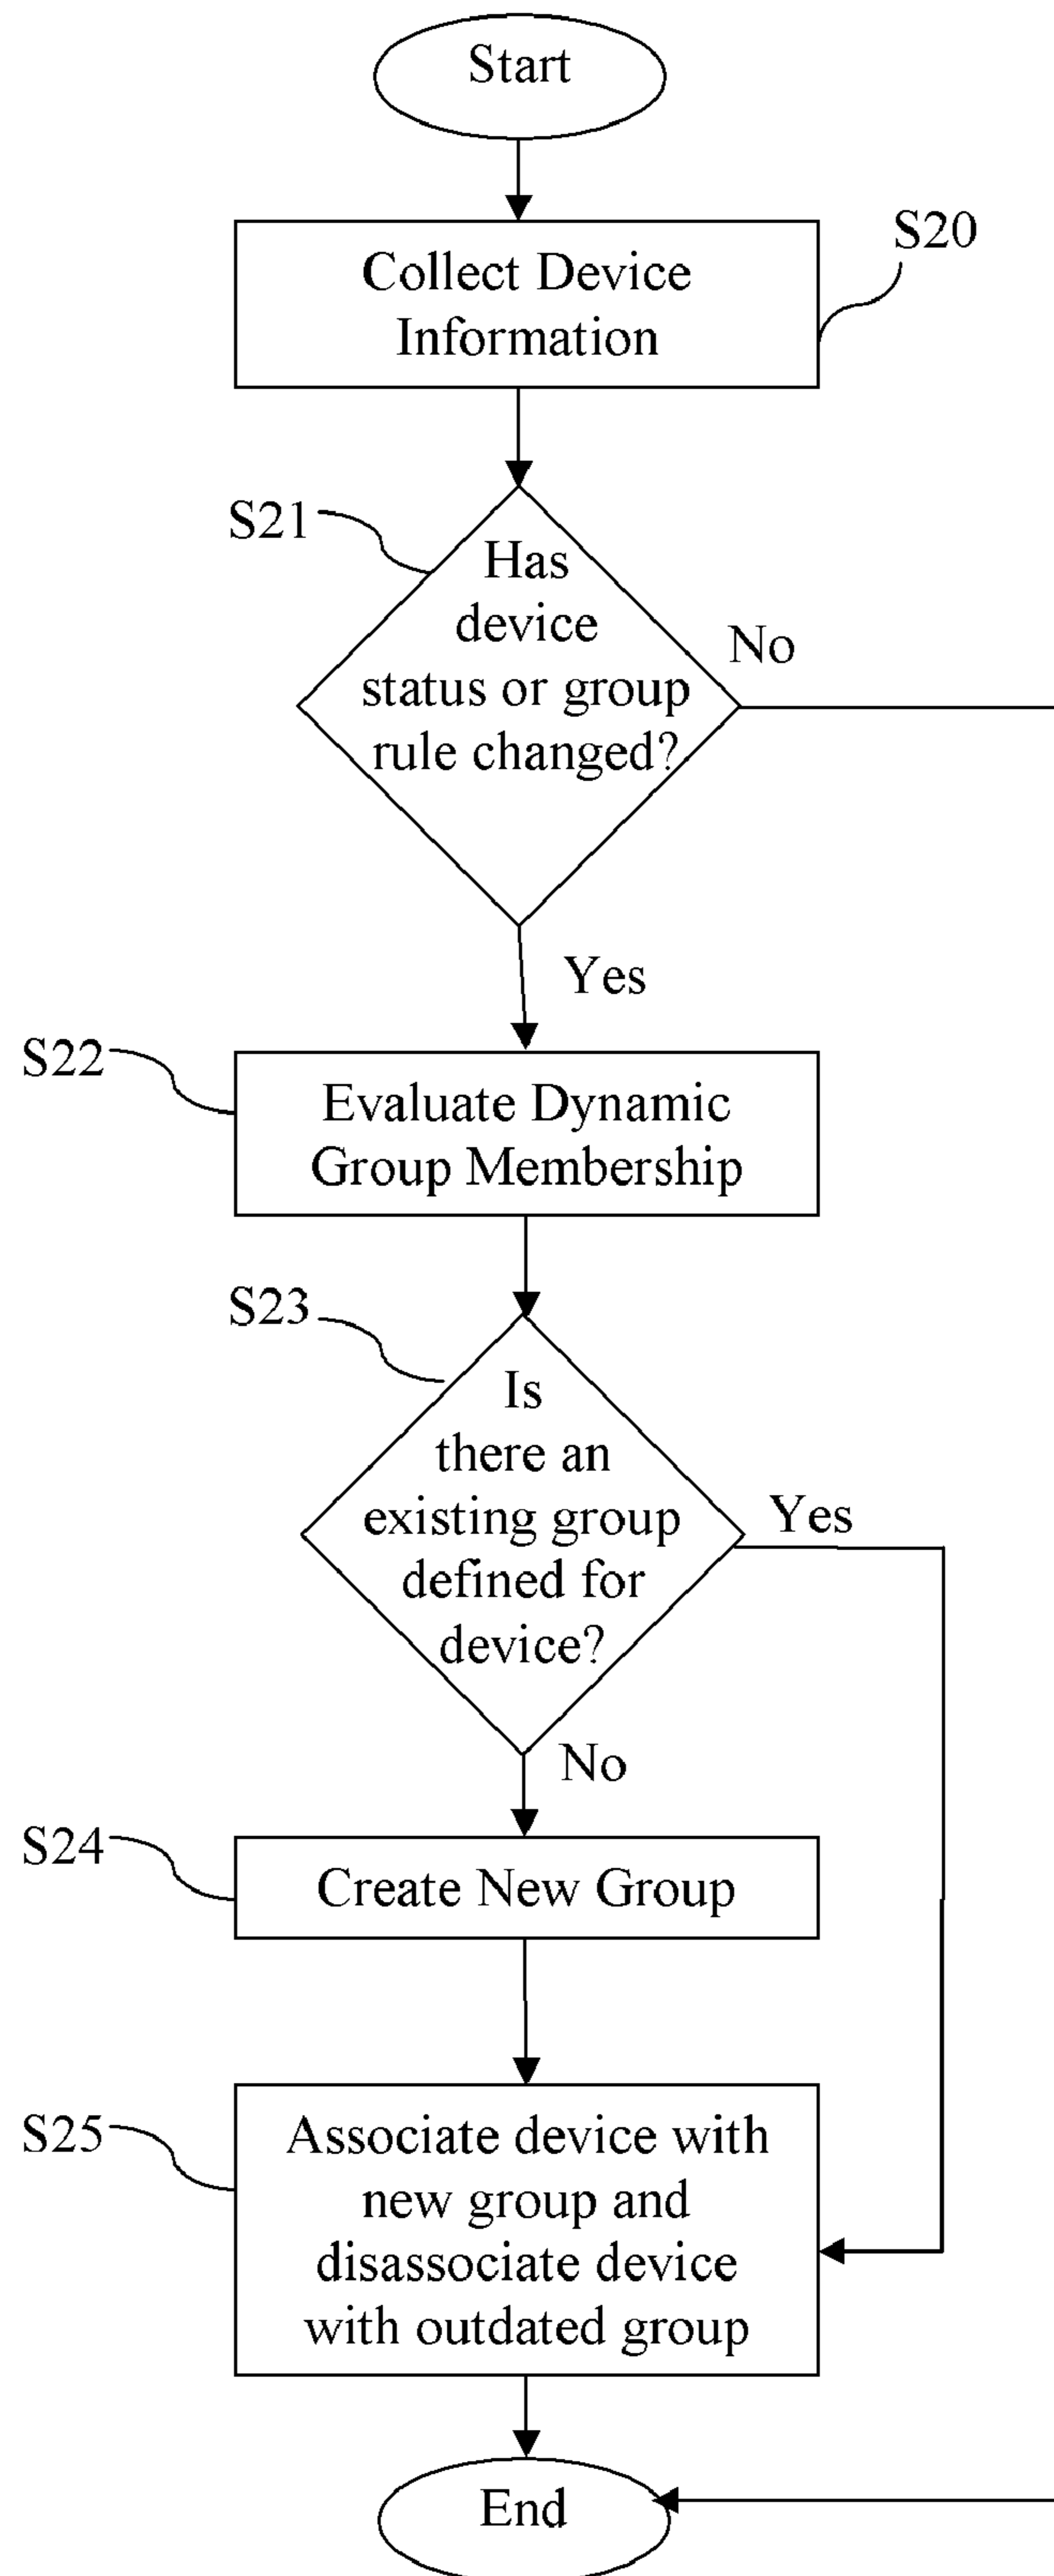 Start
S20
Collect Device
Information
S21
Has
device
status or group
rule changed?
No
Yes
S22
Evaluate Dynamic
Group Membership
S23
Is
there an
existing group
defined for
device?
Yes
No
S24
Create New Group
S25
Associate device with
new group and
disassociate device
with outdated group
End